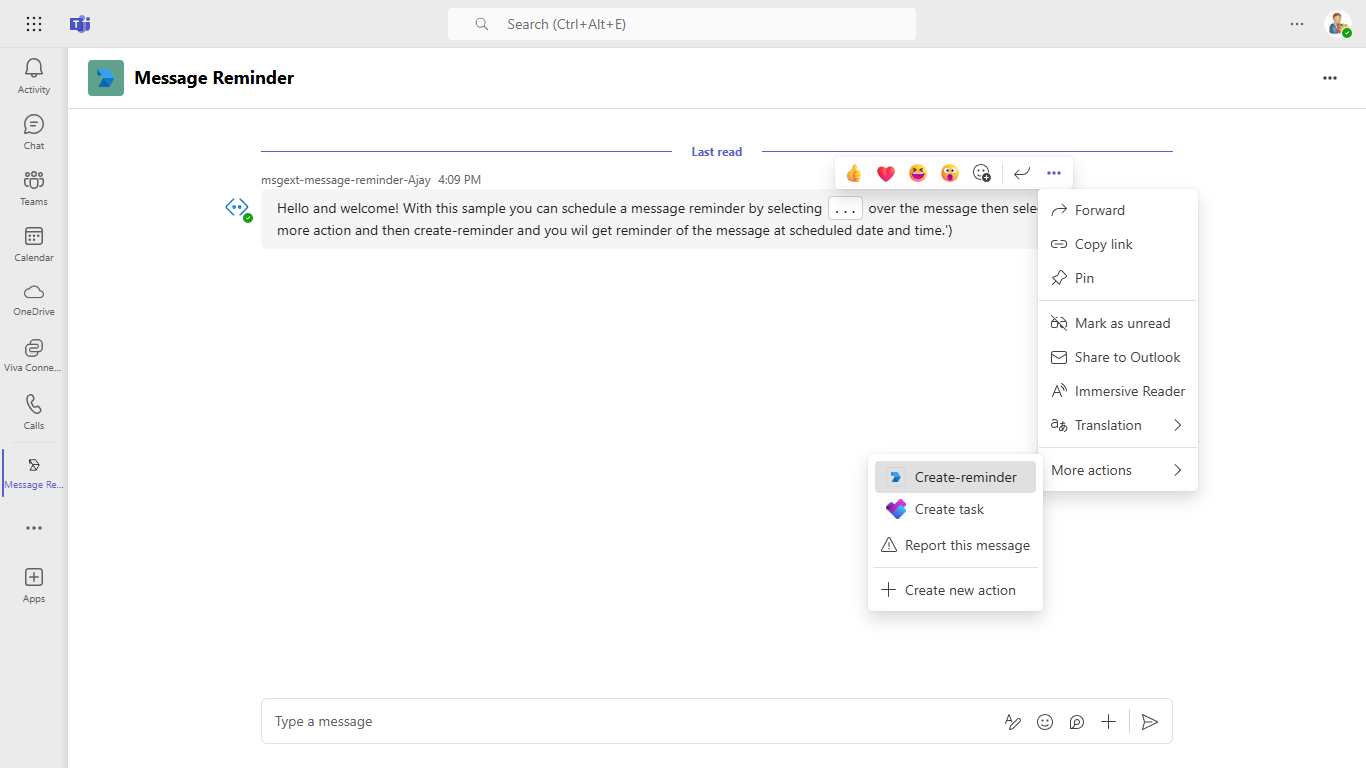 Search (Ctrl+Alt+E)
Activity
Chat
Teams
Calendar
OneDrive
Viva Conne...
Calls
Message Re...
Apps
Message Reminder
Last read
msgext-message-reminder-Ajay 4:09 PM
Hello and welcome! With this sample you can schedule a message reminder by selecting ... over the message then selec
more action and then create-reminder and you wil get reminder of the message at scheduled date and time.')
Forward
Copy link
Pin
Mark as unread
Share to Outlook
Immersive Reader
Translation
More actions
Create-reminder
Create task
Report this message
Create new action
Type a message